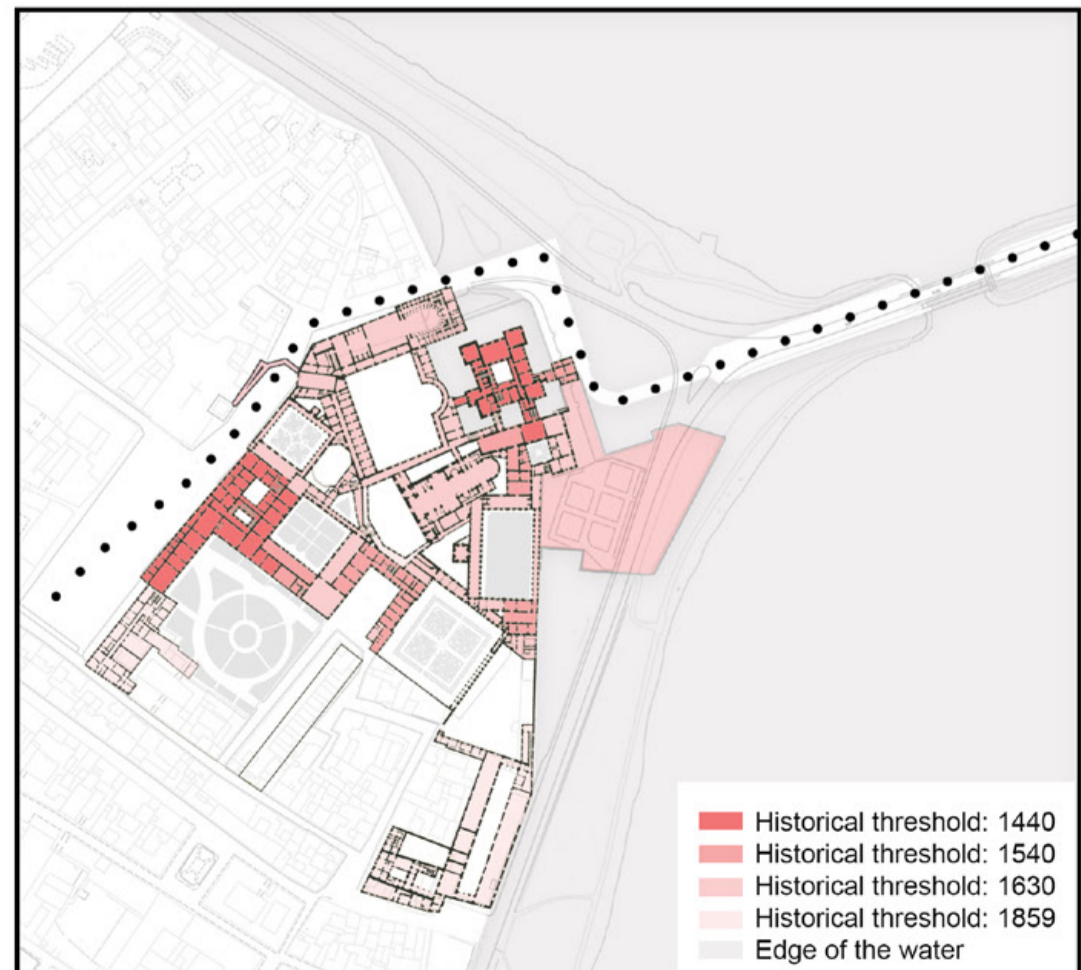 Historical threshold: 1440
Historical threshold: 1540
Historical threshold: 1630
Historical threshold: 1859
Edge of the water